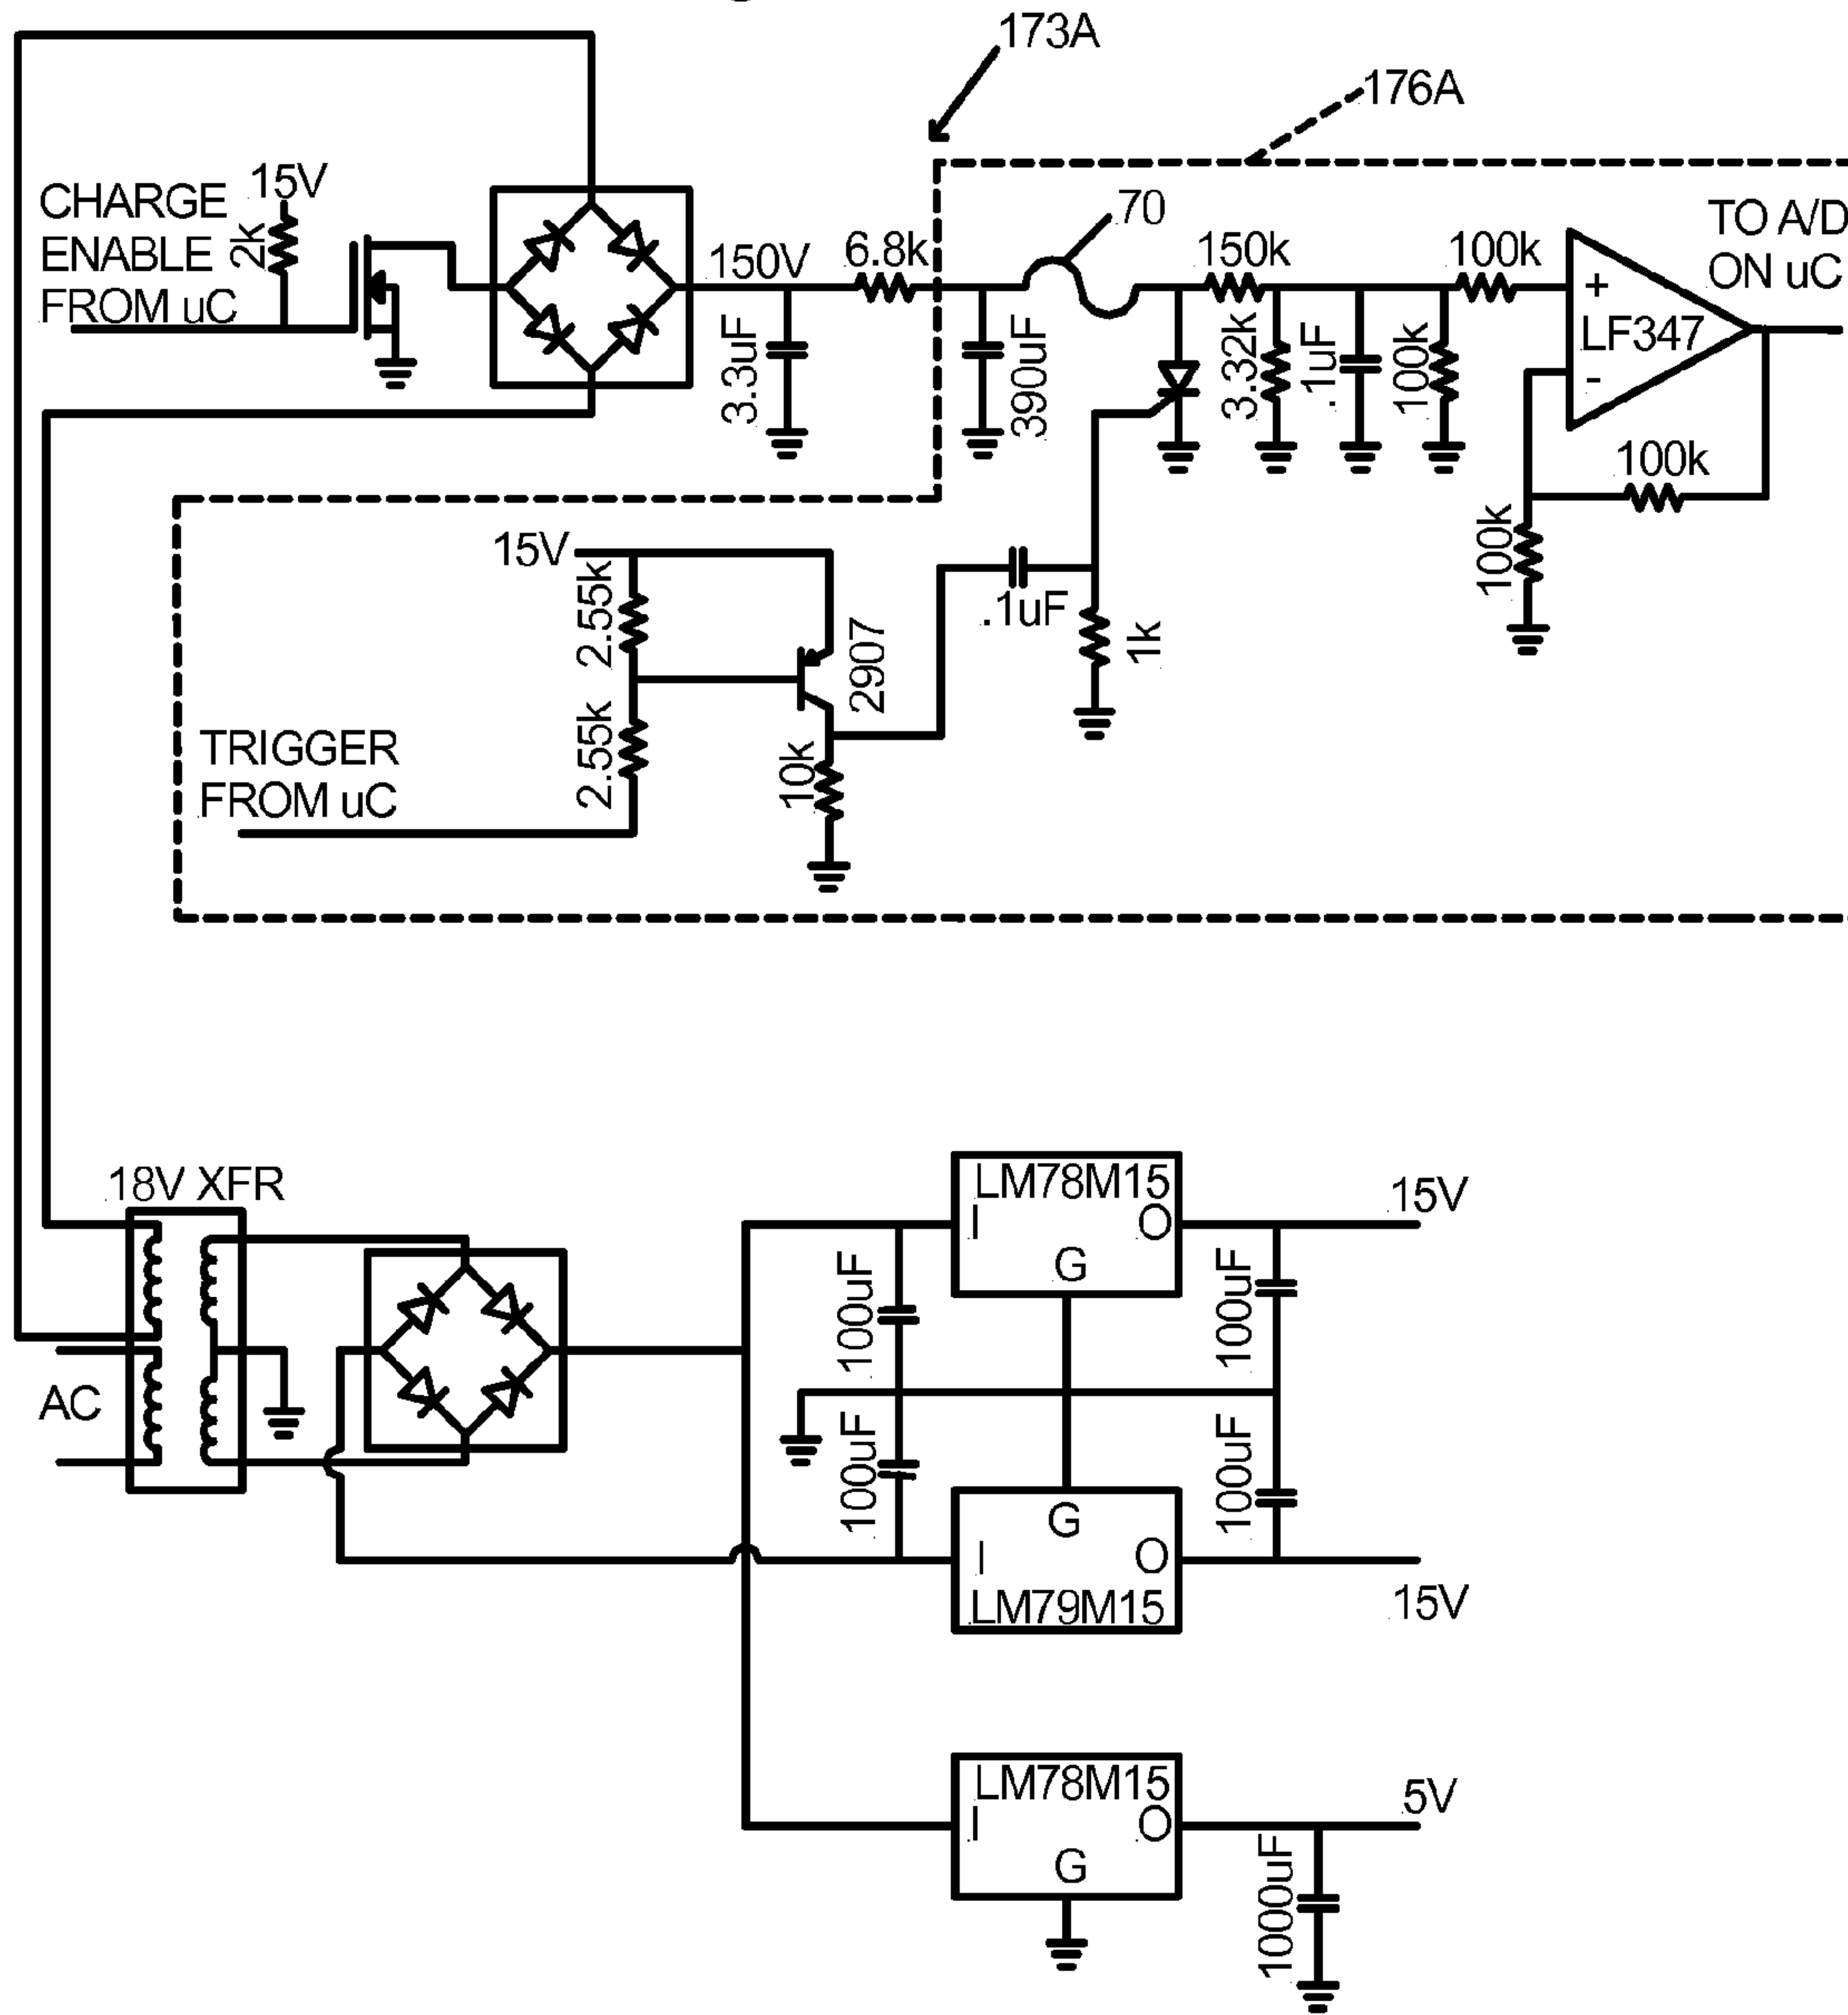 173A
176A
CHARGE
ENABLE
FROM uC
15V
2k
150V
6.8k
70
150k
100k
TO A/D
ON uC
+
LF347
-
3.3uF
390uF
3.32k
.1uF
100k
100k
100k
15V
2.55k
2907
.1uF
1k
2.55k
10k
TRIGGER
FROM uC
18V XFR
AC
LM78M15
I
O
G
15V
100uF
100uF
100uF
100uF
G
I
O
LM79M15
15V
LM78M15
I
O
G
5V
1000uF